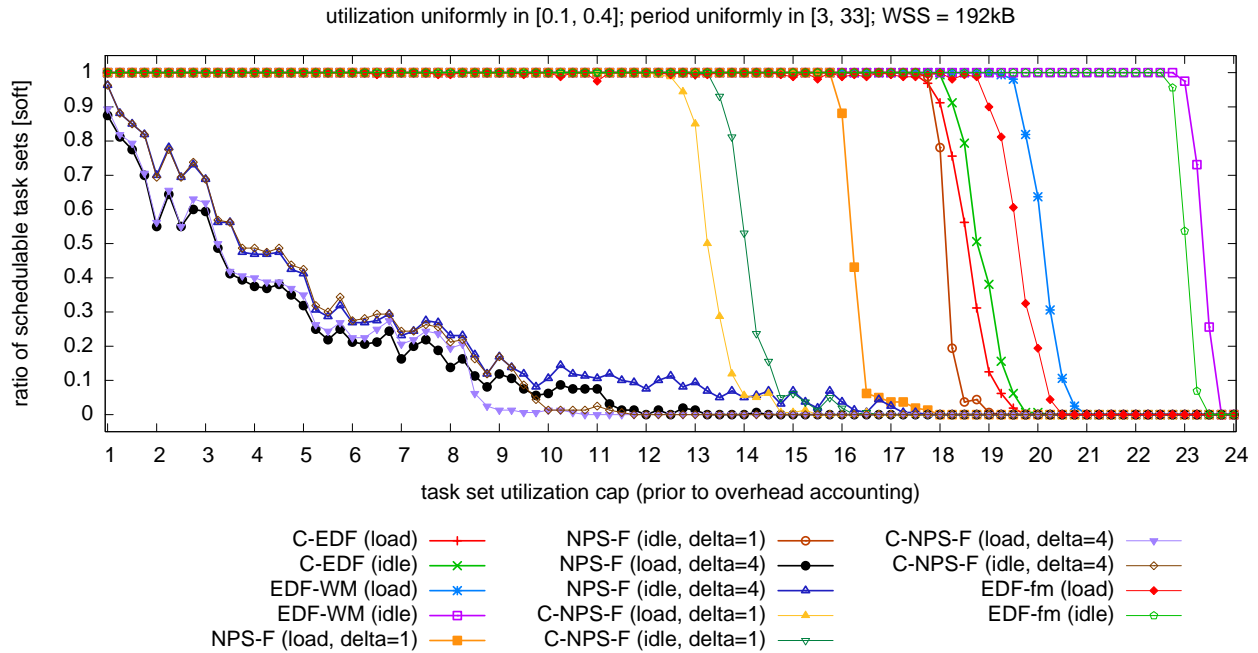 utilization uniformly in [0.1, 0.4]; period uniformly in [3, 33]; WSS = 192kB
ratio of schedulable task sets [soft]
1
0.9
0.8
0.7
0.6
0.5
0.4
0.3
0.2
0.1
0
1 2 3 4 5 6 7 8 9 10 11 12 13 14 15 16 17 18 19 20 21 22 23 24
task set utilization cap (prior to overhead accounting)
C-EDF (load)
C-EDF (idle)
EDF-WM (load)
EDF-WM (idle)
NPS-F (load, delta=1)
NPS-F (idle, delta=1)
NPS-F (load, delta=4)
NPS-F (idle, delta=4)
C-NPS-F (load, delta=1)
C-NPS-F (idle, delta=1)
C-NPS-F (load, delta=4)
C-NPS-F (idle, delta=4)
EDF-fm (load)
EDF-fm (idle)